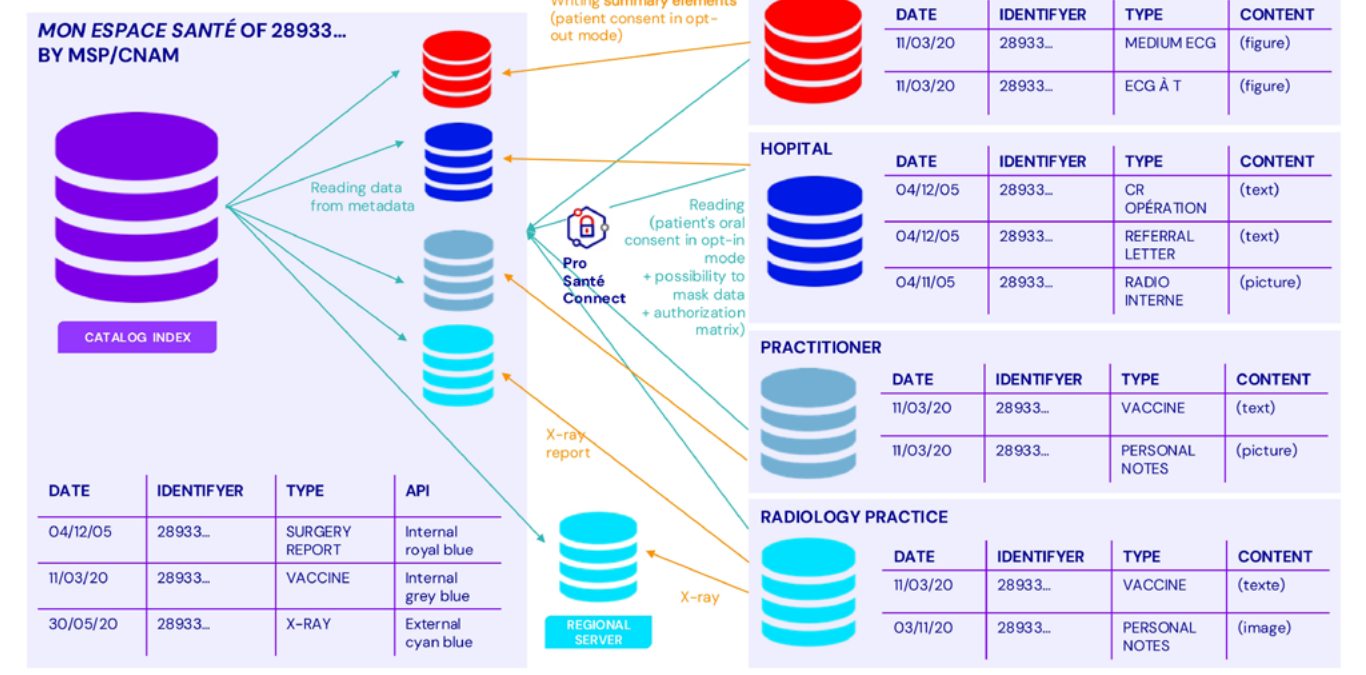 MON ESPACE SANTÉ OF 28933...
BY MSP/CNAM
CATALOG INDEX
Reading data
from metadata
DATE IDENTIFYER TYPE API
04/12/05 28933... SURGERY REPORT Internal royal blue
11/03/20 28933... VACCINE Internal grey blue
30/05/20 28933... X-RAY External cyan blue
Writing summary elements
(patient consent in opt-
out mode)
Pro
Santé
Connect
Reading
(patient's oral
consent in opt-in
mode
+ possibility to
mask data
+ authorization
matrix)
X-ray
report
X-ray
REGIONAL
SERVER
DATE IDENTIFYER TYPE CONTENT
11/03/20 28933... MEDIUM ECG (figure)
11/03/20 28933... ECG À T (figure)
HOPITAL
DATE IDENTIFYER TYPE CONTENT
04/12/05 28933... CR OPÉRATION (text)
04/12/05 28933... REFERRAL LETTER (text)
04/11/05 28933... RADIO INTERNE (picture)
PRACTITIONER
DATE IDENTIFYER TYPE CONTENT
11/03/20 28933... VACCINE (text)
11/03/20 28933... PERSONAL NOTES (picture)
RADIOLOGY PRACTICE
DATE IDENTIFYER TYPE CONTENT
11/03/20 28933... VACCINE (texte)
03/11/20 28933... PERSONAL NOTES (image)